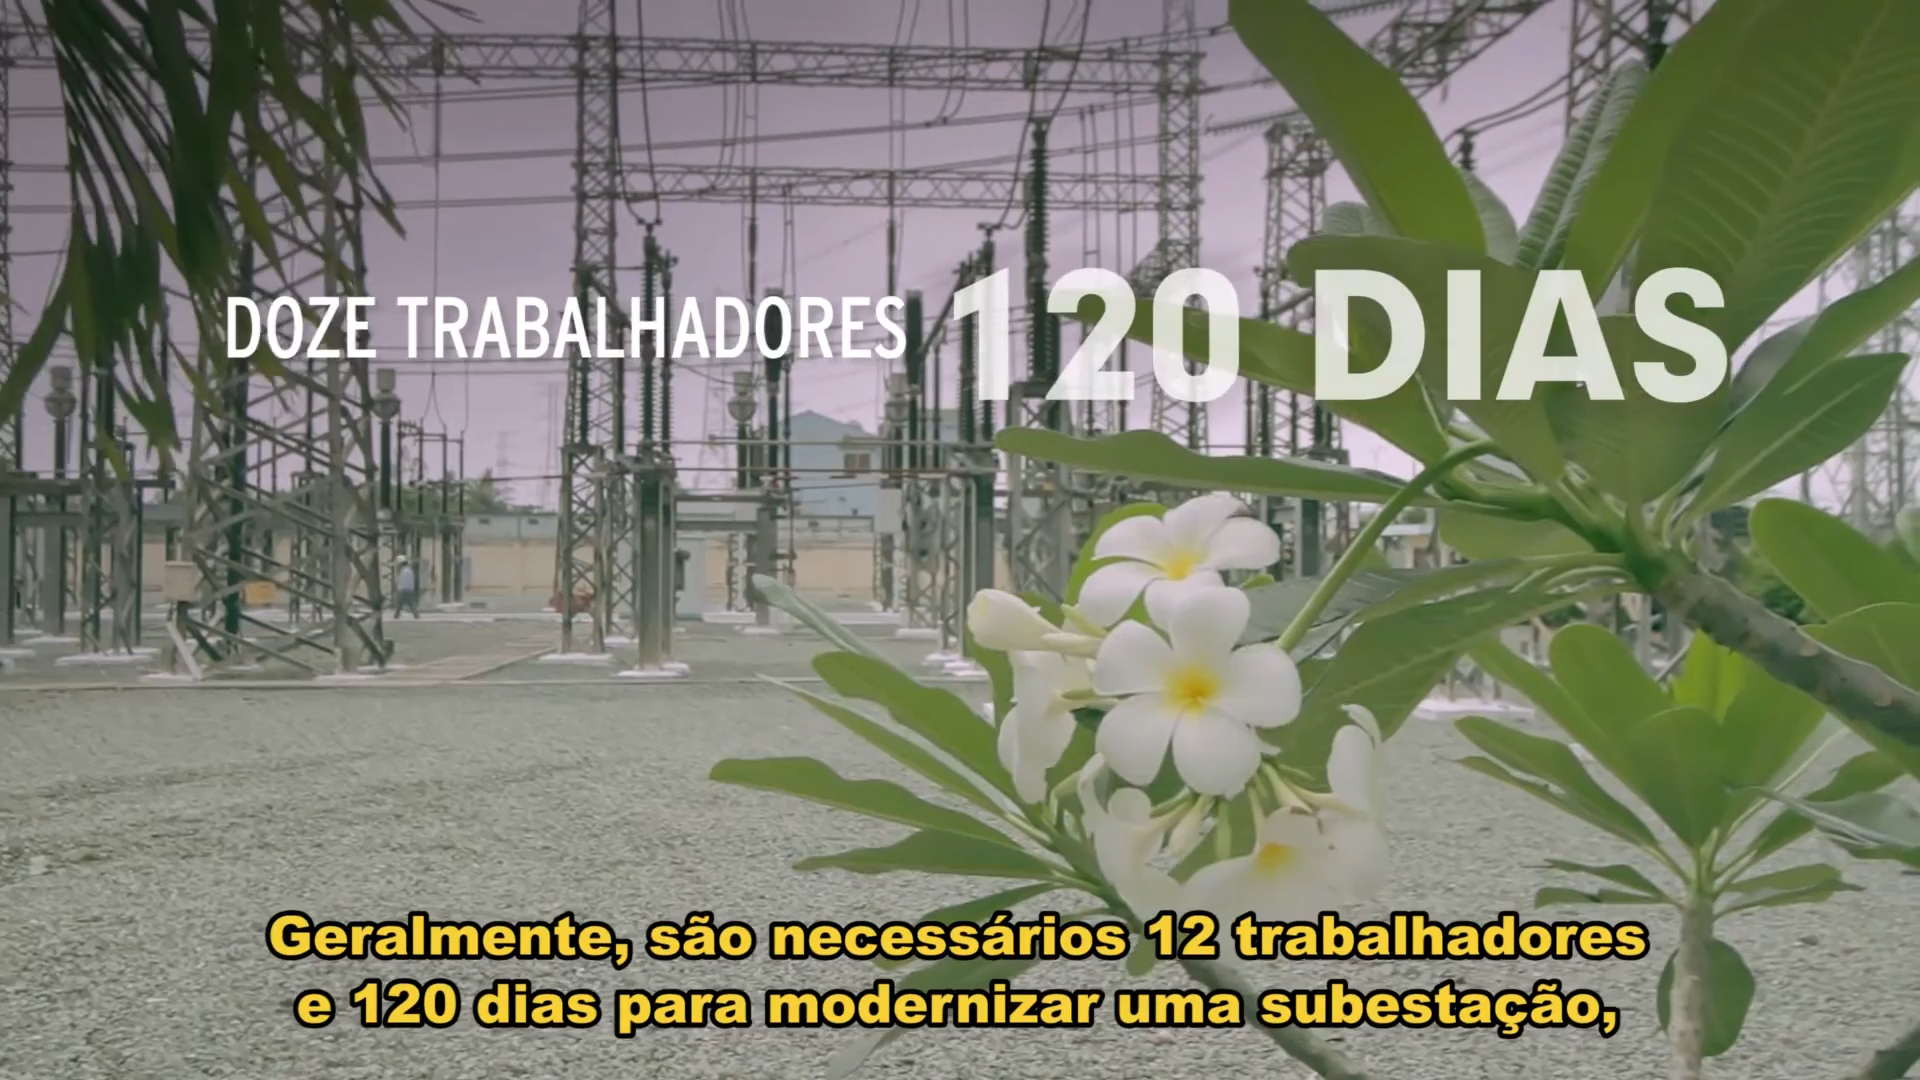 DOZE TRABALHADORES 120 DIAS
Geralmente, são necessários 12 trabalhadores
e 120 dias para modernizar uma subestação,